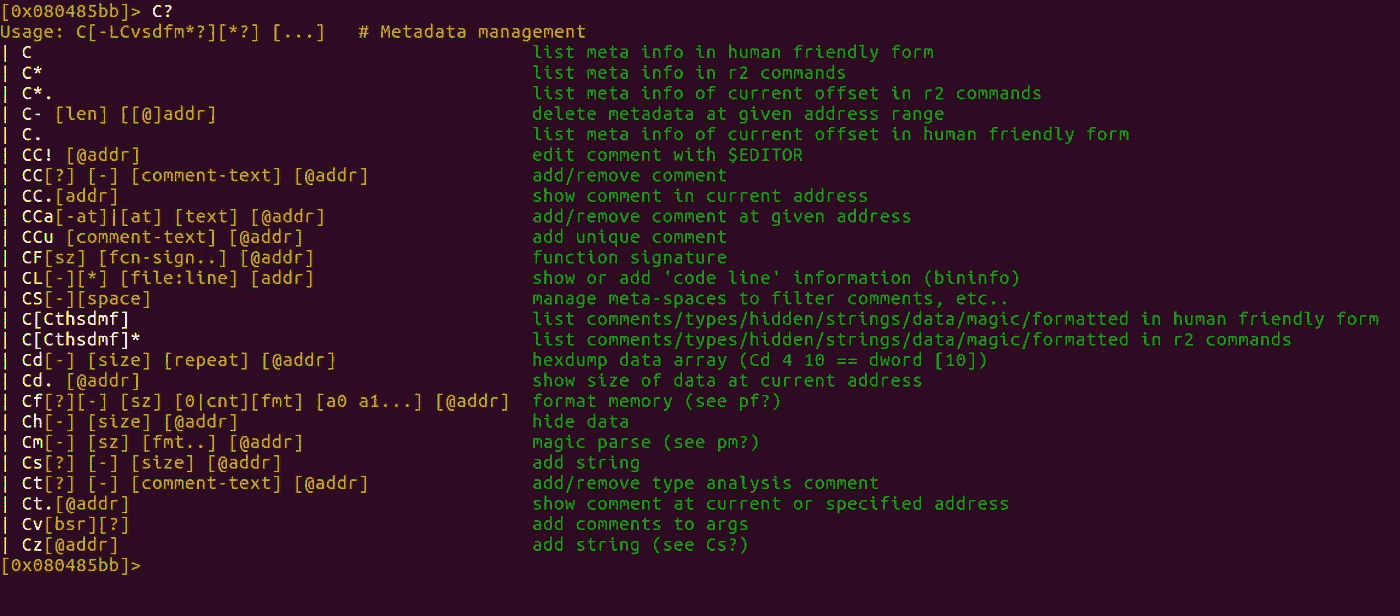 [0x080485bb]> C?
Usage: C[-LCvsdfm*?][*?] [...]   # Metadata management
| C                                              list meta info in human friendly form
| C*                                             list meta info in r2 commands
| C*.                                            list meta info of current offset in r2 commands
| C- [len] [[@]addr]                             delete metadata at given address range
| C.                                             list meta info of current offset in human friendly form
| CC! [@addr]                                    edit comment with $EDITOR
| CC[?] [-] [comment-text] [@addr]               add/remove comment
| CC.[addr]                                      show comment in current address
| CCa[-at]|[at] [text] [@addr]                   add/remove comment at given address
| CCu [comment-text] [@addr]                     add unique comment
| CF[sz] [fcn-sign..] [@addr]                    function signature
| CL[-][*] [file:line] [addr]                    show or add 'code line' information (bininfo)
| CS[-][space]                                   manage meta-spaces to filter comments, etc..
| C[Cthsdmf]                                     list comments/types/hidden/strings/data/magic/formatted in human friendly form
| C[Cthsdmf]*                                    list comments/types/hidden/strings/data/magic/formatted in r2 commands
| Cd[-] [size] [repeat] [@addr]                  hexdump data array (Cd 4 10 == dword [10])
| Cd. [@addr]                                    show size of data at current address
| Cf[?][-] [sz] [0|cnt][fmt] [a0 a1...] [@addr]  format memory (see pf?)
| Ch[-] [size] [@addr]                           hide data
| Cm[-] [sz] [fmt..] [@addr]                     magic parse (see pm?)
| Cs[?] [-] [size] [@addr]                       add string
| Ct[?] [-] [comment-text] [@addr]               add/remove type analysis comment
| Ct.[@addr]                                     show comment at current or specified address
| Cv[bsr][?]                                     add comments to args
| Cz[@addr]                                      add string (see Cs?)
[0x080485bb]>